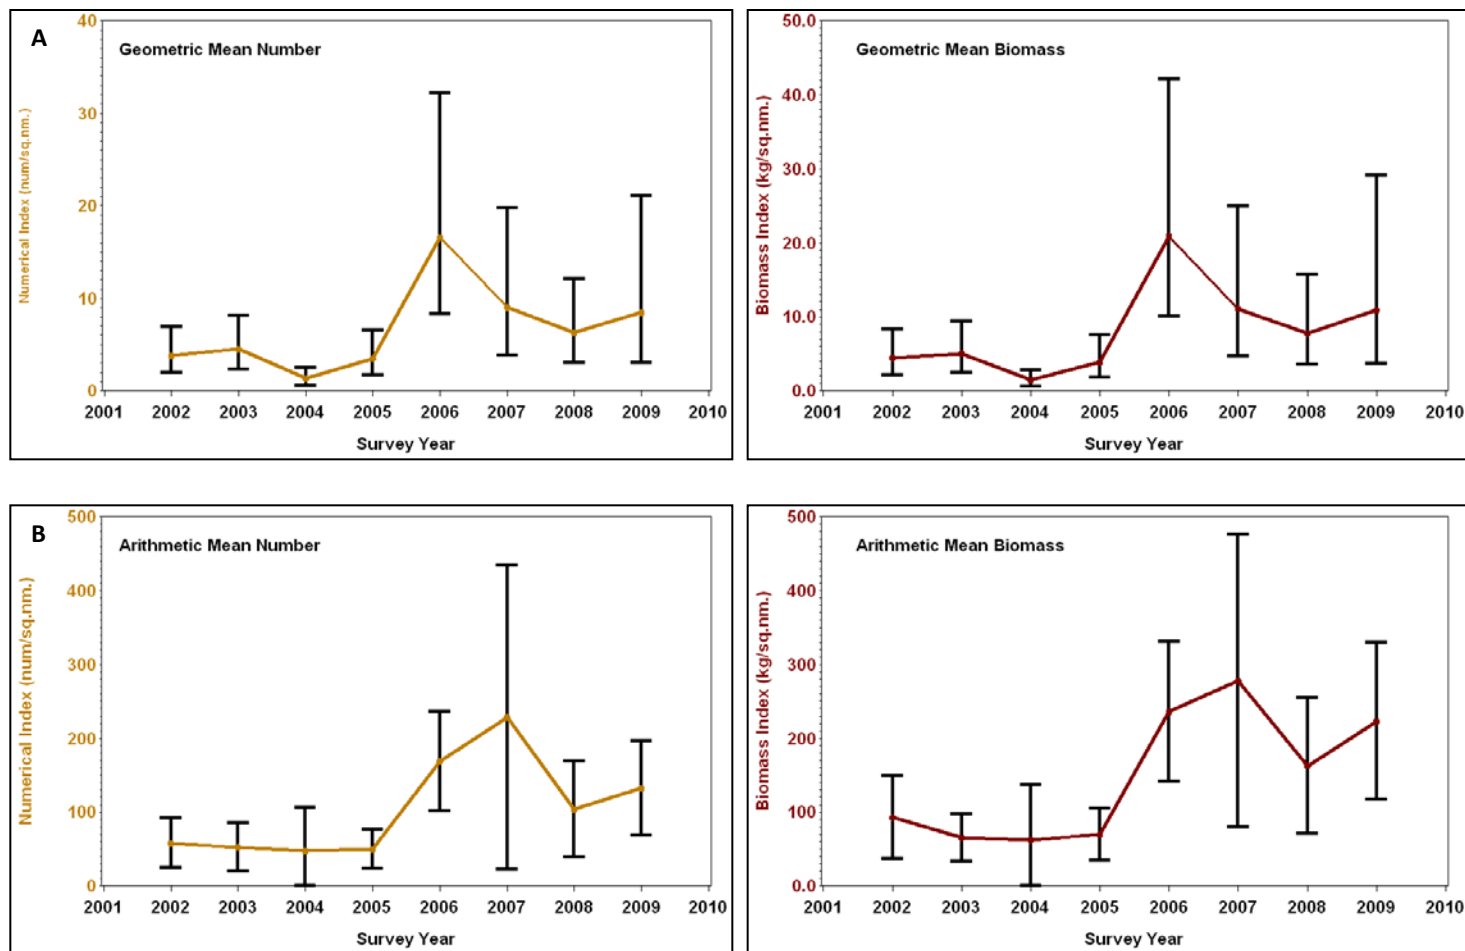 A
Geometric Mean Number
Numerical Index (num/sq.nm.)
40
30
20
10
0
2001 2002 2003 2004 2005 2006 2007 2008 2009 2010
Survey Year
Geometric Mean Biomass
Biomass Index (kg/sq.nm.)
50.0
40.0
30.0
20.0
10.0
0.0
2001 2002 2003 2004 2005 2006 2007 2008 2009 2010
Survey Year
B
Arithmetic Mean Number
Numerical Index (num/sq.nm.)
500
400
300
200
100
0
2001 2002 2003 2004 2005 2006 2007 2008 2009 2010
Survey Year
Arithmetic Mean Biomass
Biomass Index (kg/sq.nm.)
500
400
300
200
100
0.0
2001 2002 2003 2004 2005 2006 2007 2008 2009 2010
Survey Year